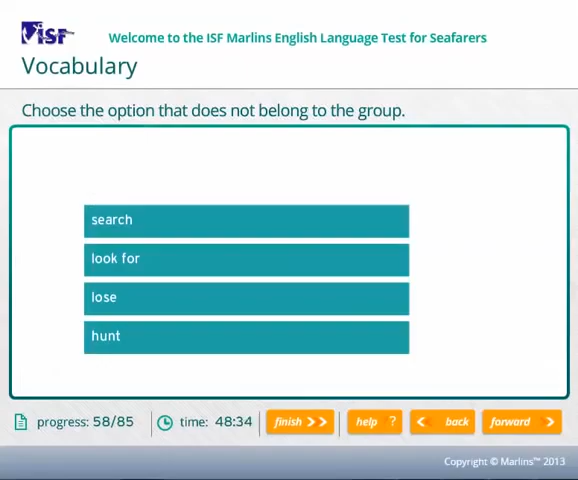 ISF
Welcome to the ISF Marlins English Language Test for Seafarers
Vocabulary
Choose the option that does not belong to the group.
search
look for
lose
hunt
progress: 58/85 time: 48:34 finish >> help ? < back forward >
Copyright © Marlins™ 2013